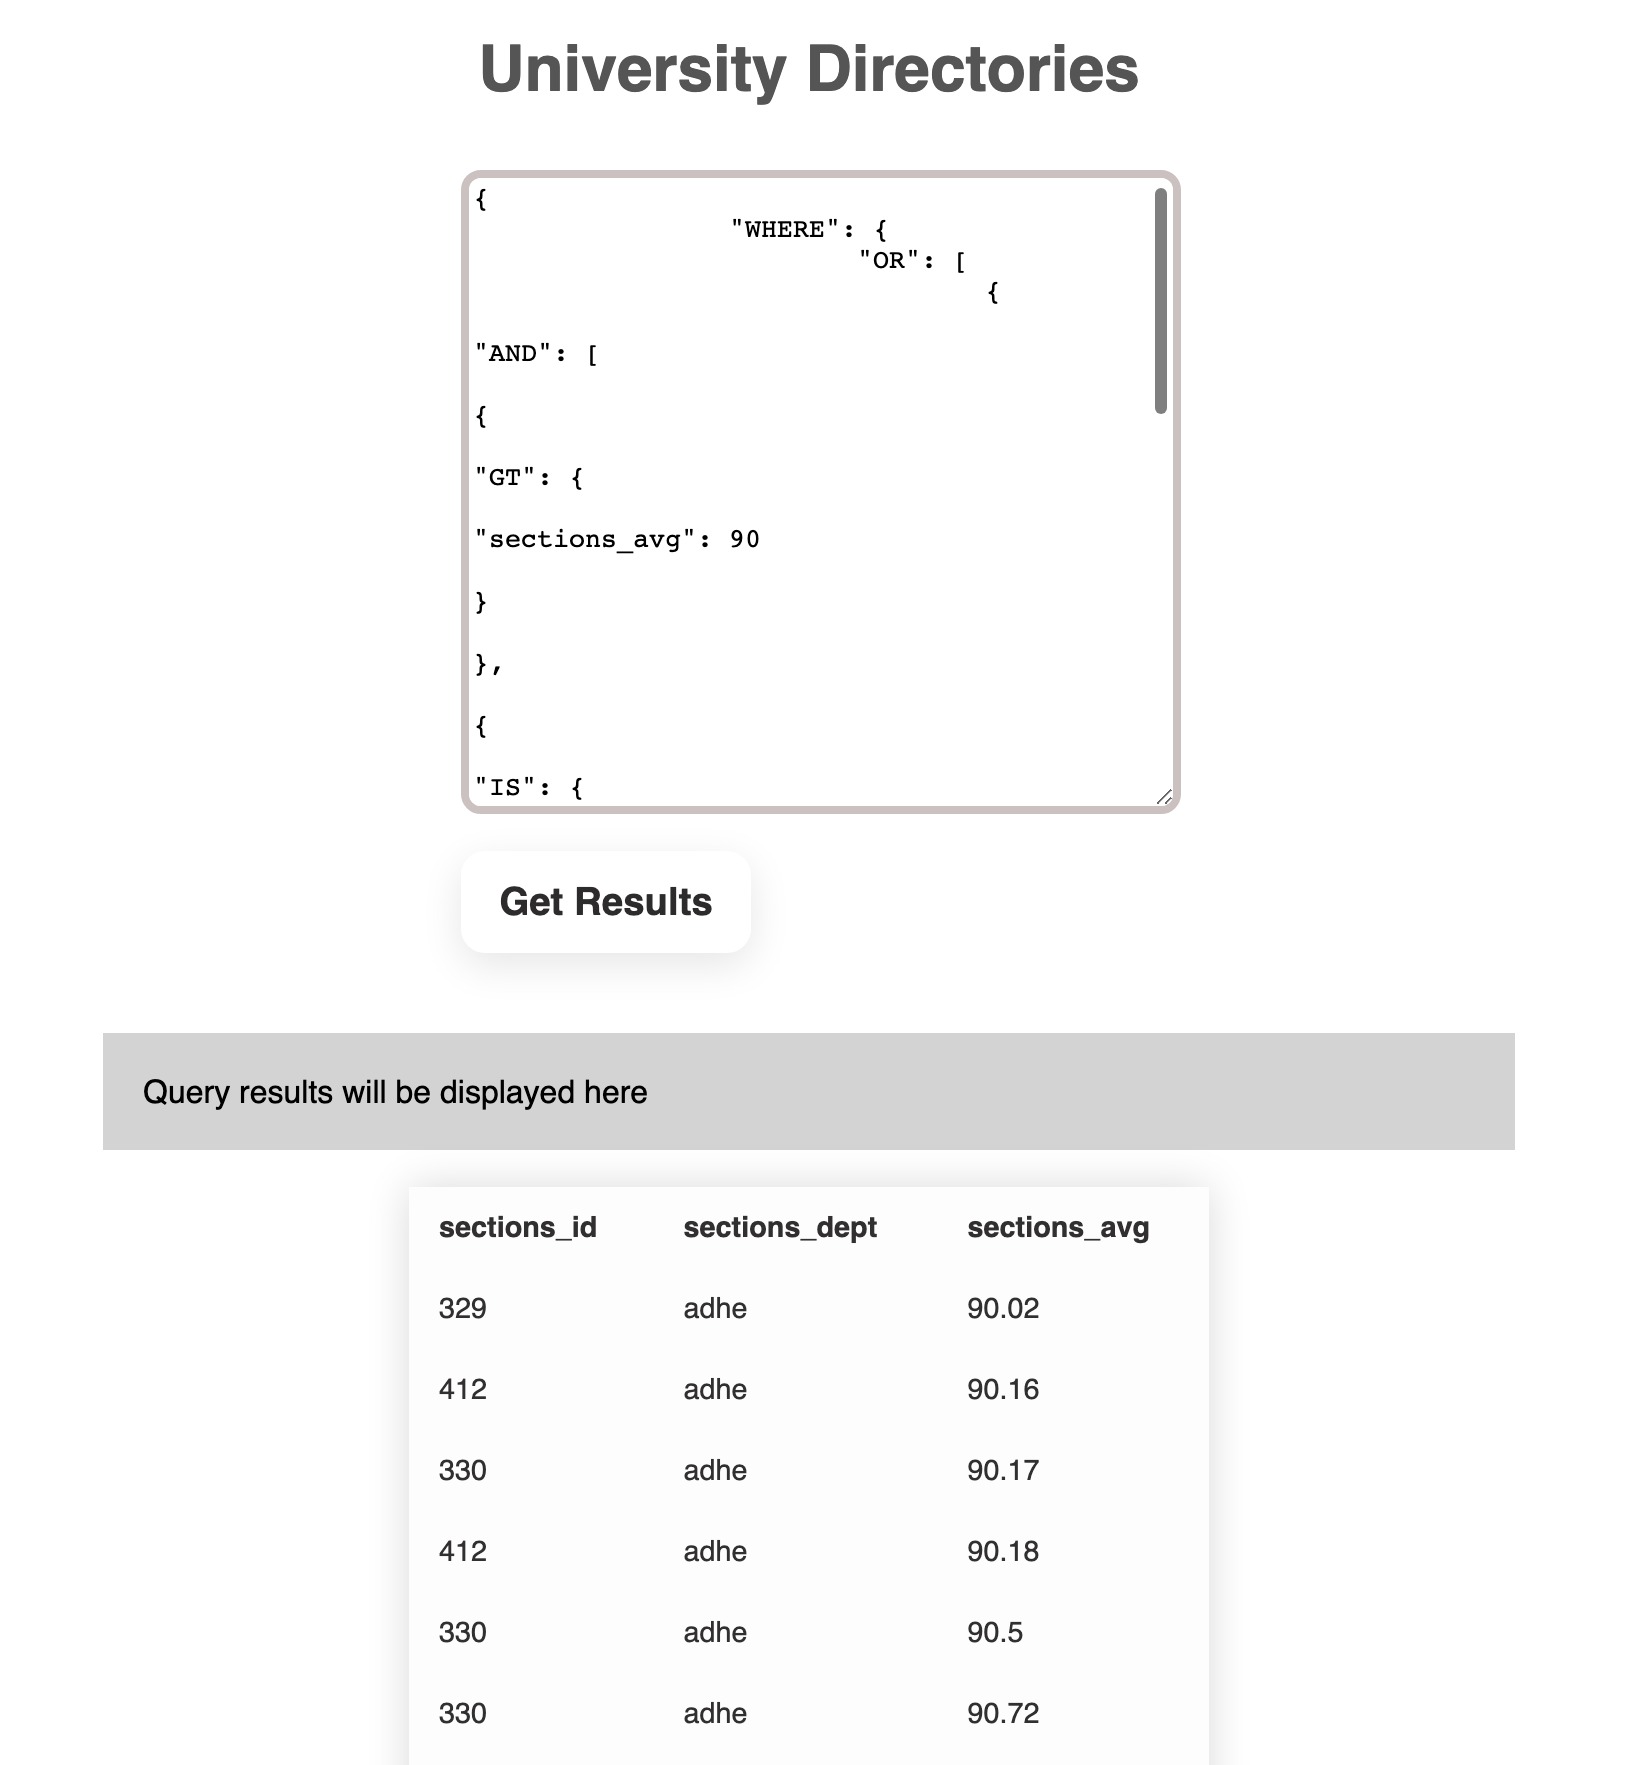 University Directories
{
"WHERE": {
"OR": [
{
"AND": [
{
"GT": {
"sections_avg": 90
}
},
{
"IS": {
Get Results
Query results will be displayed here
sections_id sections_dept sections_avg
329 adhe 90.02
412 adhe 90.16
330 adhe 90.17
412 adhe 90.18
330 adhe 90.5
330 adhe 90.72